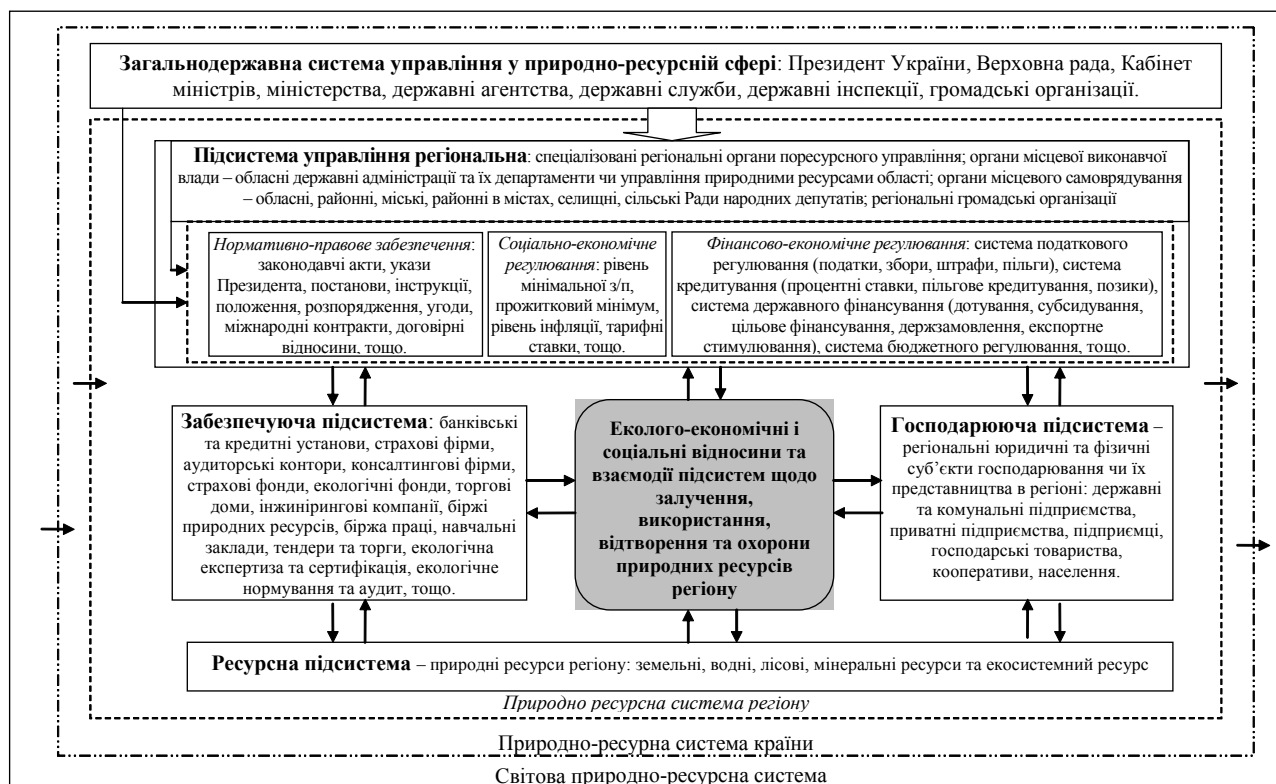 Загальнодержавна система управління у природно-ресурсній сфері: Президент України, Верховна рада, Кабінет
міністрів, міністерства, державні агентства, державні служби, державні інспекції, громадські організації.
Підсистема управління регіональна: спеціалізовані регіональні органи поресурсного управління; органи місцевої виконавчої
влади – обласні державні адміністрації та їх департаменти чи управління природними ресурсами області; органи місцевого самоврядування
– обласні, районні, міські, районні в містах, селищні, сільські Ради народних депутатів; регіональні громадські організації
Нормативно-правове забезпечення:
законодавчі акти, укази
Президента, постанови, інструкції,
положення, розпорядження, угоди,
міжнародні контракти, договірні
відносини, тощо.
Соціально-економічне
регулювання: рівень
мінімальної з/п,
прожитковий мінімум,
рівень інфляції, тарифні
ставки, тощо.
Фінансово-економічне регулювання: система податкового
регулювання (податки, збори, штрафи, пільги), система
кредитування (процентні ставки, пільгове кредитування, позики),
система державного фінансування (дотування, субсидування,
цільове фінансування, держзамовлення, експортне
стимулювання), система бюджетного регулювання, тощо.
Забезпечуюча підсистема: банківські
та кредитні установи, страхові фірми,
аудиторські контори, консалтингові фірми,
страхові фонди, екологічні фонди, торгові
доми, інжинірингові компанії, біржі
природних ресурсів, біржа праці, навчальні
заклади, тендери та торги, екологічна
експертиза та сертифікація, екологічне
нормування та аудит, тощо.
Еколого-економічні і
соціальні відносини та
взаємодії підсистем щодо
залучення,
використання,
відтворення та охорони
природних ресурсів
регіону
Господарююча підсистема –
регіональні юридичні та фізичні
суб’єкти господарювання чи їх
представництва в регіоні: державні
та комунальні підприємства,
приватні підприємства, підприємці,
господарські товариства,
кооперативи, населення.
Ресурсна підсистема – природні ресурси регіону: земельні, водні, лісові, мінеральні ресурси та екосистемний ресурс
Природно ресурсна система регіону
Природно-ресурна система країни
Світова природно-ресурсна система